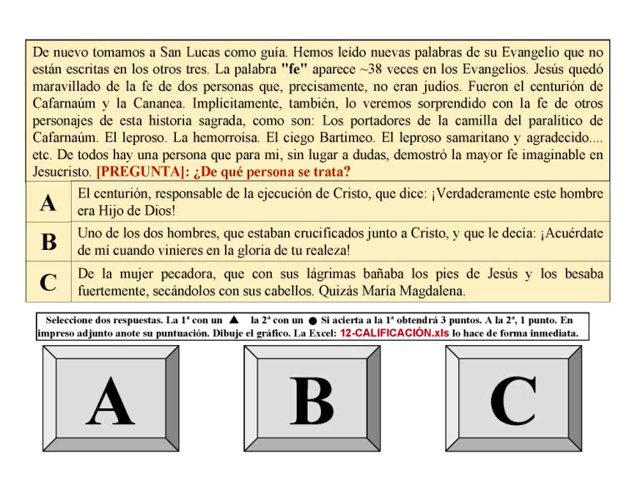 De nuevo tomamos a San Lucas como guía. Hemos leído nuevas palabras de su Evangelio que no
están escritas en los otros tres. La palabra "fe" aparece ~38 veces en los Evangelios. Jesús quedó
maravillado de la fe de dos personas que, precisamente, no eran judíos. Fueron el centurión de
Cafarnaúm y la Cananea. Implícitamente, también, lo veremos sorprendido con la fe de otros
personajes de esta historia sagrada, como son: Los portadores de la camilla del paralítico de
Cafarnaúm. El leproso. La hemorroísa. El ciego Bartimeo. El leproso samaritano y agradecido....
etc. De todos hay una persona que para mi, sin lugar a dudas, demostró la mayor fe imaginable en
Jesucristo. [PREGUNTA]: ¿De qué persona se trata?
A
El centurión, responsable de la ejecución de Cristo, que dice: ¡Verdaderamente este hombre
era Hijo de Dios!
B
Uno de los dos hombres, que estaban crucificados junto a Cristo, y que le decía: ¡Acuérdate
de mí cuando vinieres en la gloria de tu realeza!
C
De la mujer pecadora, que con sus lágrimas bañaba los pies de Jesús y los besaba
fuertemente, secándolos con sus cabellos. Quizás María Magdalena.
Seleccione dos respuestas. La 1ª con un ▲ la 2ª con un ● Si acierta a la 1ª obtendrá 3 puntos. A la 2ª, 1 punto. En
impreso adjunto anote su puntuación. Dibuje el gráfico. La Excel: 12-CALIFICACIÓN.xls lo hace de forma inmediata.
A B C